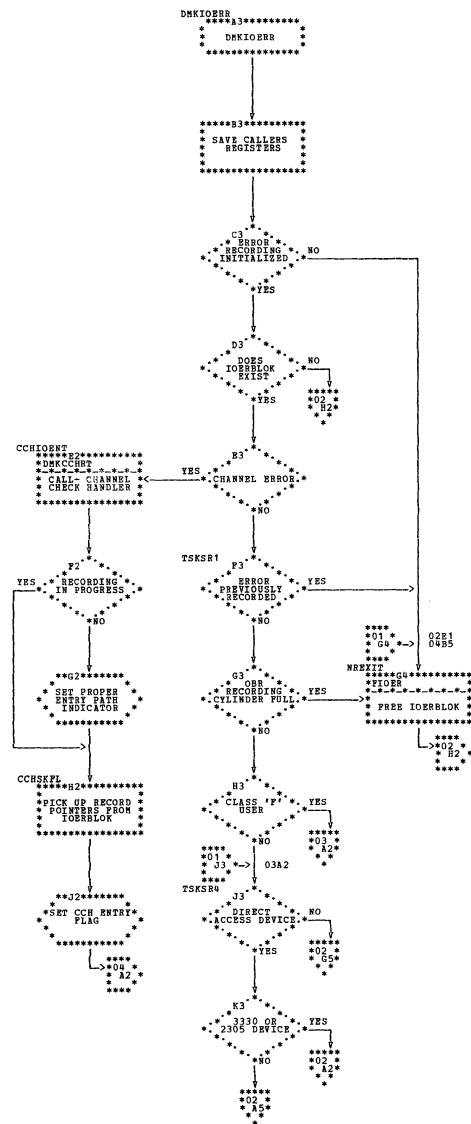 DMKIOERR
A3
DMKIOERR
B3
SAVE CALLERS
REGISTERS
C3
ERROR
RECORDING
INITIALIZED
NO
YES
D3
DOES
IOERBLOK
EXIST
NO
YES
02
H2
CCHIOENT
E2
DMKCCHRT
CALL- CHANNEL
CHECK HANDLER
YES
E3
CHANNEL ERROR
NO
TSKSR1
F2
RECORDING
IN PROGRESS
YES
NO
F3
ERROR
PREVIOUSLY
RECORDED
YES
NO
01
G4
02E1
04B5
G2
SET PROPER
ENTRY PATH
INDICATOR
G3
OBR
RECORDING
CYLINDER FULL
YES
NO
NREXIT
G4
FIOER
FREE IOERBLOK
02
H2
CCHSKFL
H2
PICK UP RECORD
POINTERS FROM
IOERBLOK
H3
CLASS 'F'
USER
YES
NO
03
A2
01
J3
03A2
TSKSR4
J2
SET CCH ENTRY
FLAG
04
A2
J3
DIRECT
ACCESS DEVICE
NO
YES
02
G5
K3
3330 OR
2305 DEVICE
YES
NO
02
A2
02
A5